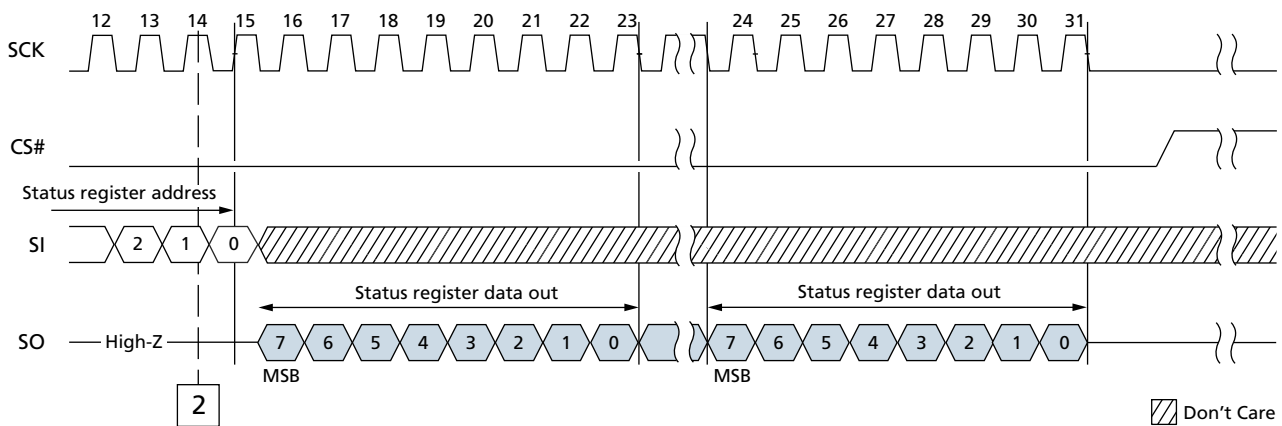 12 13 14 15 16 17 18 19 20 21 22 23 24 25 26 27 28 29 30 31
SCK
CS#
Status register address
SI 2 1 0
Status register data out Status register data out
SO High-Z 7 6 5 4 3 2 1 0 7 6 5 4 3 2 1 0
MSB MSB
2
Don't Care